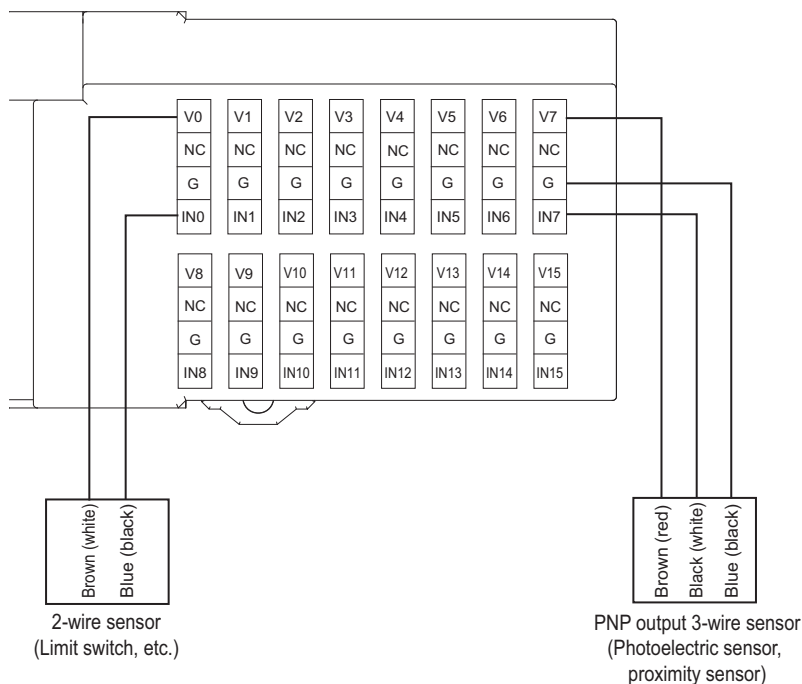 V0 V1 V2 V3 V4 V5 V6 V7
NC NC NC NC NC NC NC NC
G G G G G G G G
IN0 IN1 IN2 IN3 IN4 IN5 IN6 IN7
V8 V9 V10 V11 V12 V13 V14 V15
NC NC NC NC NC NC NC NC
G G G G G G G G
IN8 IN9 IN10 IN11 IN12 IN13 IN14 IN15
Brown (white)
Blue (black)
2-wire sensor
(Limit switch, etc.)
Brown (red)
Black (white)
Blue (black)
PNP output 3-wire sensor
(Photoelectric sensor,
proximity sensor)